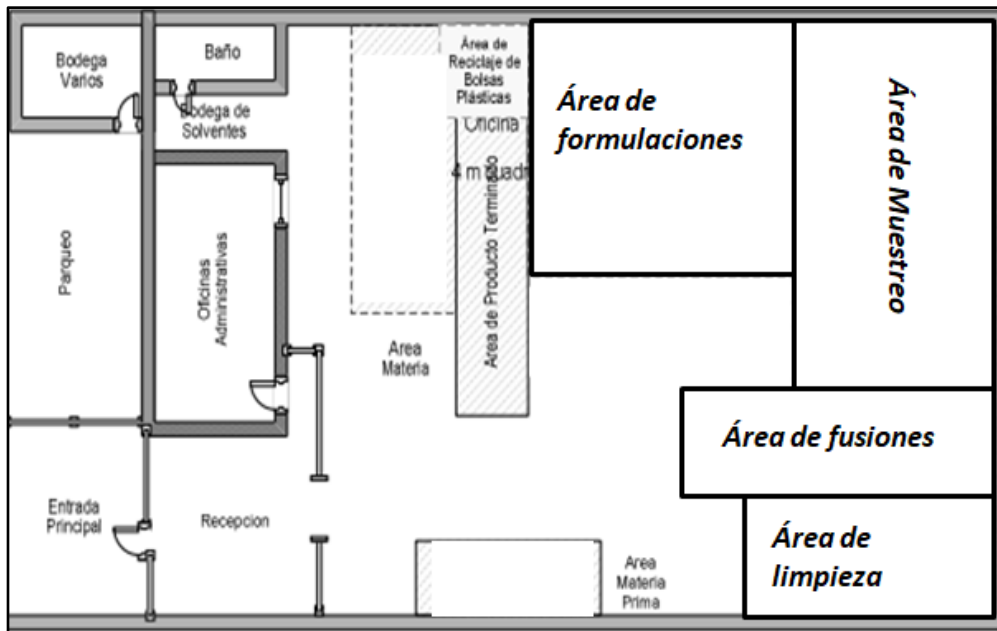 Bodega
Varios
Baño
Bodega de
Solventes
Área de
Reciclaje de
Bolsas
Plásticas
Oficina
4 m cuadr
Area de Producto Terminado
Área de
formulaciones
Área de Muestreo
Parqueo
Oficinas
Administrativas
Area
Materia
Área de fusiones
Entrada
Principal
Recepcion
Area
Materia
Prima
Área de
limpieza